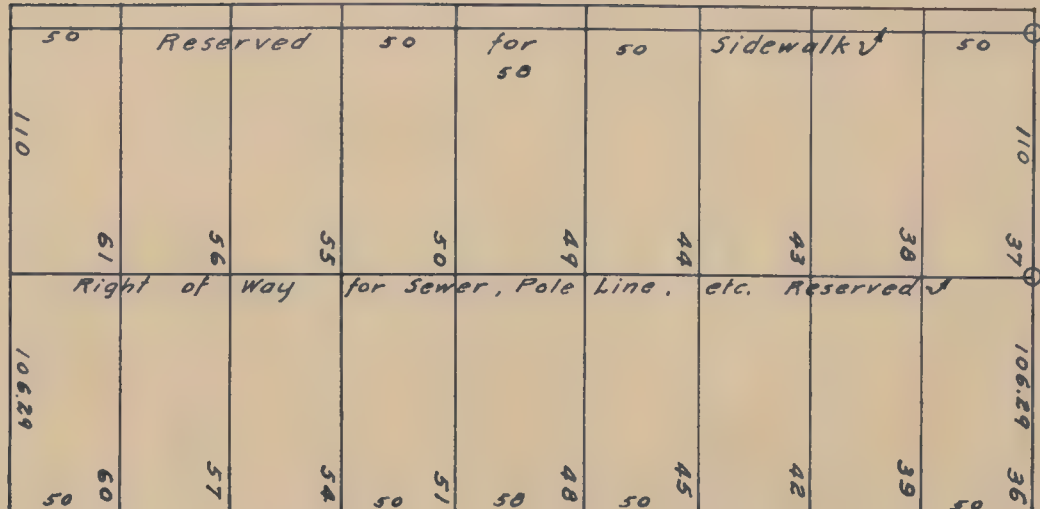 50 Reserved 50 for 50 Sidewalk 50
50
110 110
61 56 55 50 49 44 43 38 37
Right of Way for Sewer, Pole Line, etc. Reserved
106.29 106.29
60 57 54 51 48 45 42 39 36
50 50 50 50 50